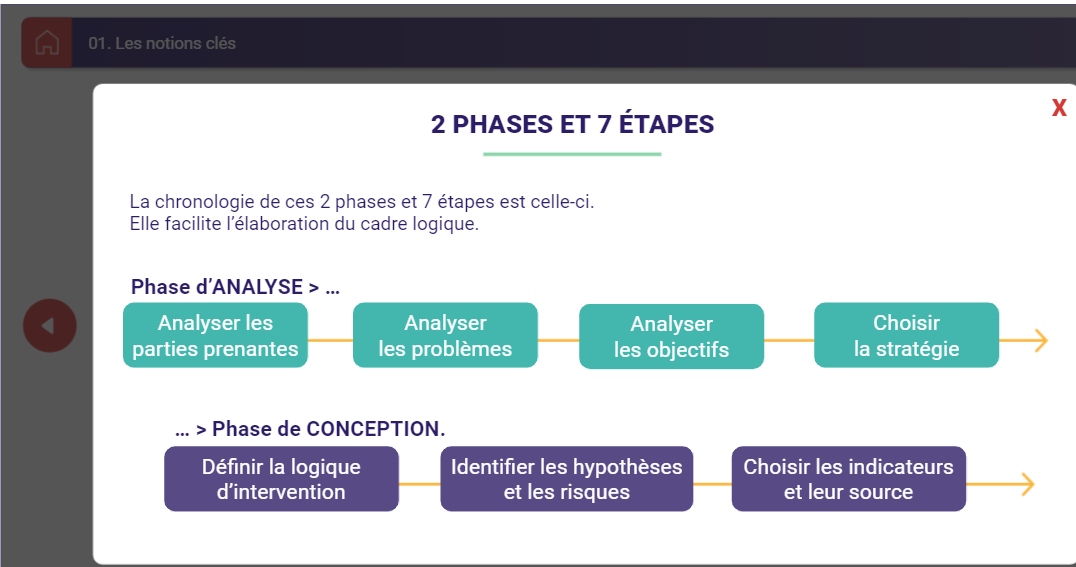 01. Les notions clés
X
2 PHASES ET 7 ÉTAPES
La chronologie de ces 2 phases et 7 étapes est celle-ci.
Elle facilite l’élaboration du cadre logique.
Phase d’ANALYSE > ...
Analyser les
parties prenantes
Analyser
les problèmes
Analyser
les objectifs
Choisir
la stratégie
... > Phase de CONCEPTION.
Définir la logique
d’intervention
Identifier les hypothèses
et les risques
Choisir les indicateurs
et leur source